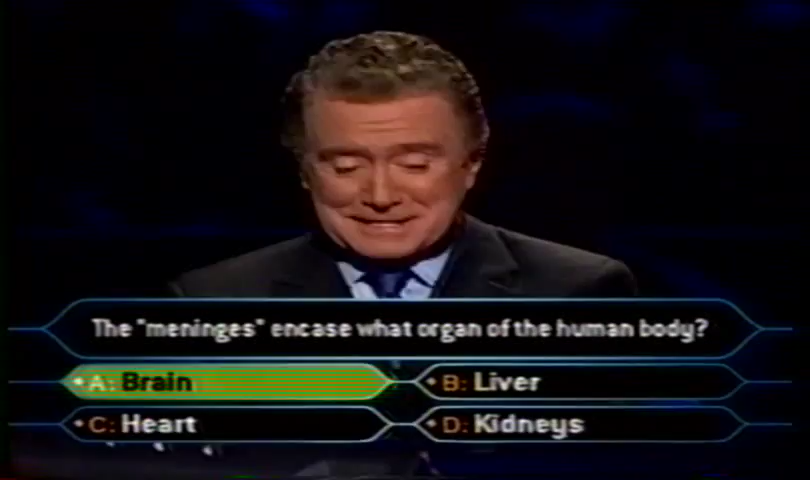 The "meninges" encase what organ of the human body?
A: Brain
B: Liver
C: Heart
D: Kidneys